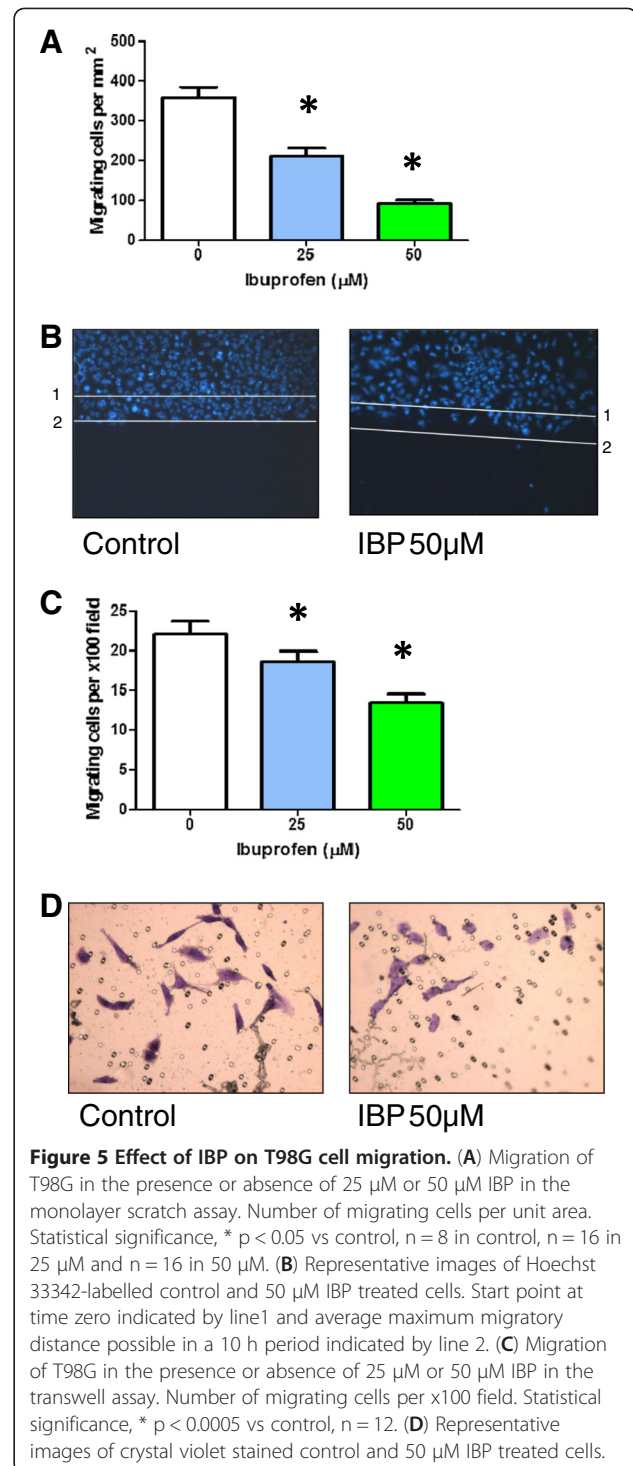 A
500
400
300
200
100
0
Migrating cells per mm²
*
*
0 25 50
Ibuprofen (µM)
B
1
2
1
2
Control IBP 50µM
C
25
20
15
10
5
0
Migrating cells per x100 field
*
*
0 25 50
Ibuprofen (µM)
D
Control IBP 50µM
Figure 5 Effect of IBP on T98G cell migration. (A) Migration of
T98G in the presence or absence of 25 µM or 50 µM IBP in the
monolayer scratch assay. Number of migrating cells per unit area.
Statistical significance, * p < 0.05 vs control, n = 8 in control, n = 16 in
25 µM and n = 16 in 50 µM. (B) Representative images of Hoechst
33342-labelled control and 50 µM IBP treated cells. Start point at
time zero indicated by line1 and average maximum migratory
distance possible in a 10 h period indicated by line 2. (C) Migration
of T98G in the presence or absence of 25 µM or 50 µM IBP in the
transwell assay. Number of migrating cells per x100 field. Statistical
significance, * p < 0.0005 vs control, n = 12. (D) Representative
images of crystal violet stained control and 50 µM IBP treated cells.